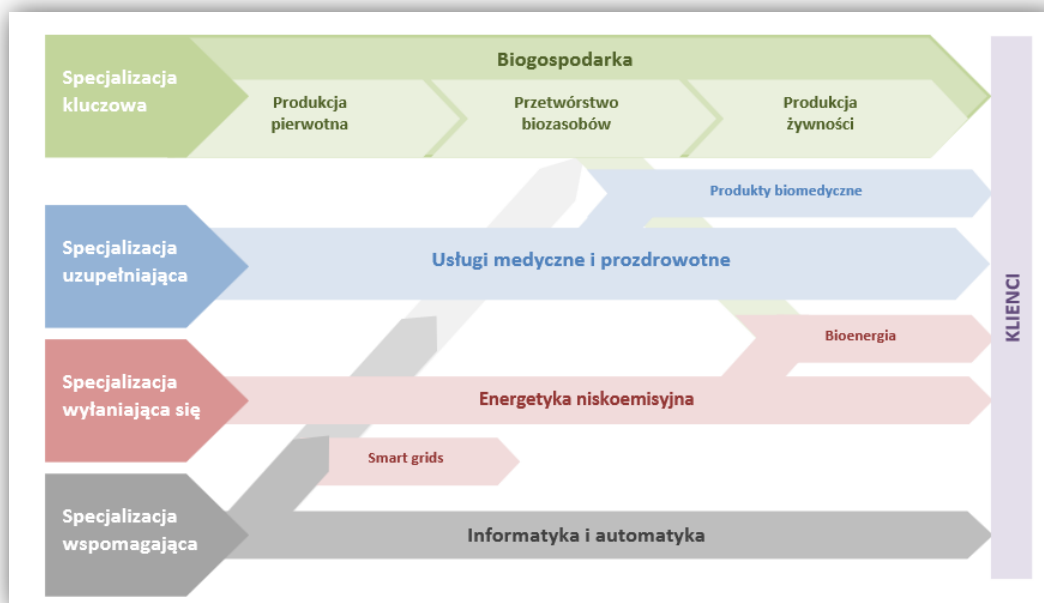 Specjalizacja
kluczowa
Biogospodarka
Produkcja
pierwotna
Przetwórstwo
biozasobów
Produkcja
żywności
Produkty biomedyczne
Specjalizacja
uzupełniająca
Usługi medyczne i prozdrowotne
Bioenergia
Specjalizacja
wyłaniająca się
Energetyka niskoemisyjna
Smart grids
Specjalizacja
wspomagająca
Informatyka i automatyka
KLIENCI